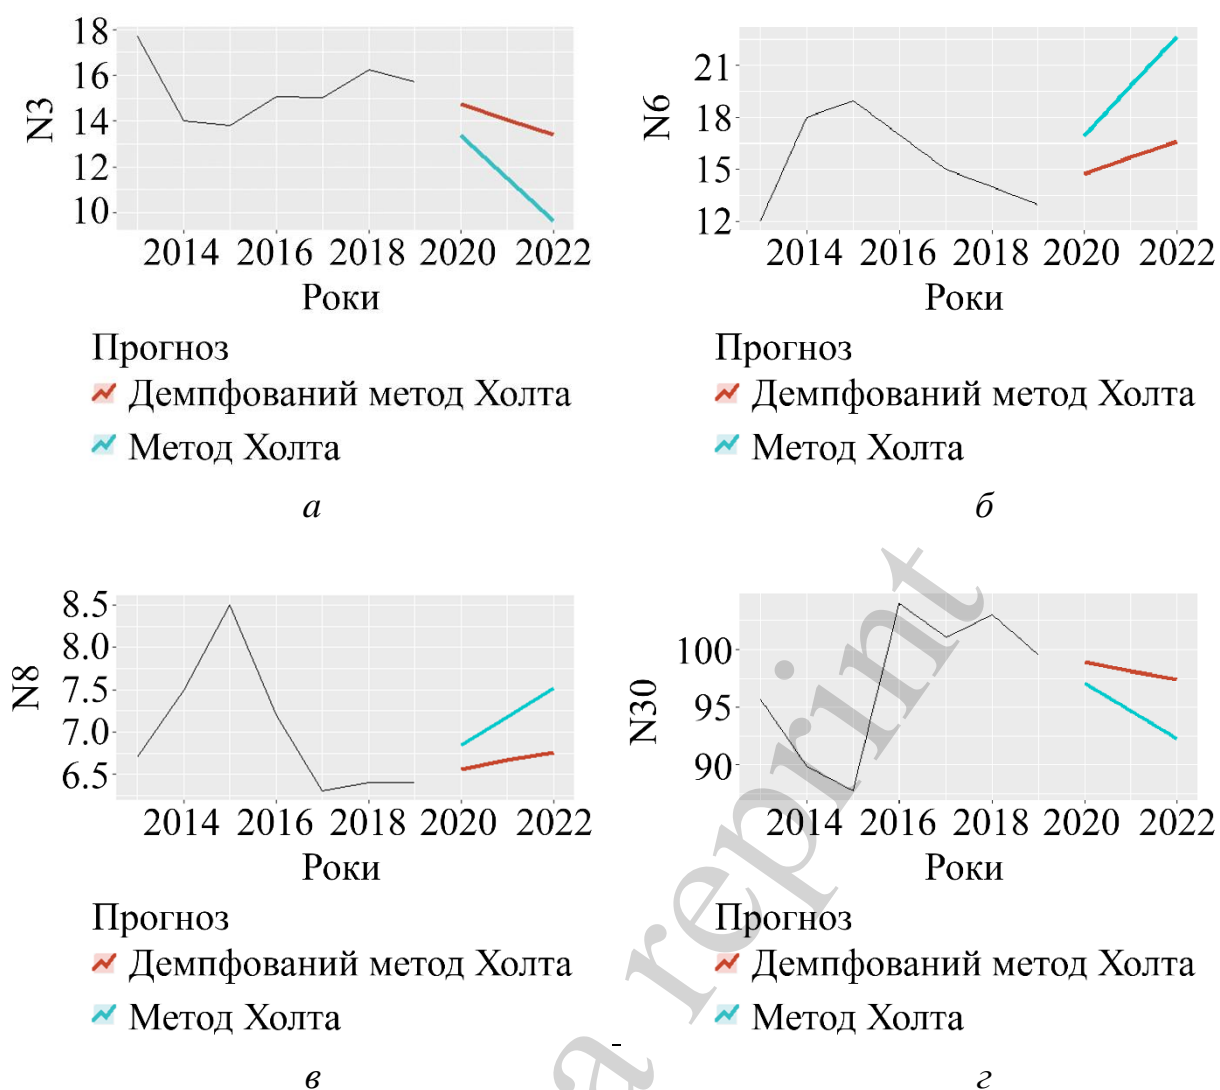 18
16
14
12
10
N3
2014 2016 2018 2020 2022
Роки
Прогноз
Демпфований метод Холта
Метод Холта
а
21
18
15
12
N6
2014 2016 2018 2020 2022
Роки
Прогноз
Демпфований метод Холта
Метод Холта
б
8.5
8.0
7.5
7.0
6.5
N8
2014 2016 2018 2020 2022
Роки
Прогноз
Демпфований метод Холта
Метод Холта
в
100
95
90
N30
2014 2016 2018 2020 2022
Роки
Прогноз
Демпфований метод Холта
Метод Холта
г
-
a reprint